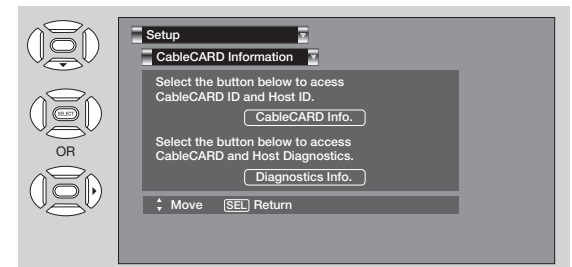 Setup
CableCARD Information
Select the button below to acess
CableCARD ID and Host ID.
CableCARD Info.
SELECT
Select the button below to access
OR
CableCARD and Host Diagnostics.
Diagnostics Info.
Move SEL Return